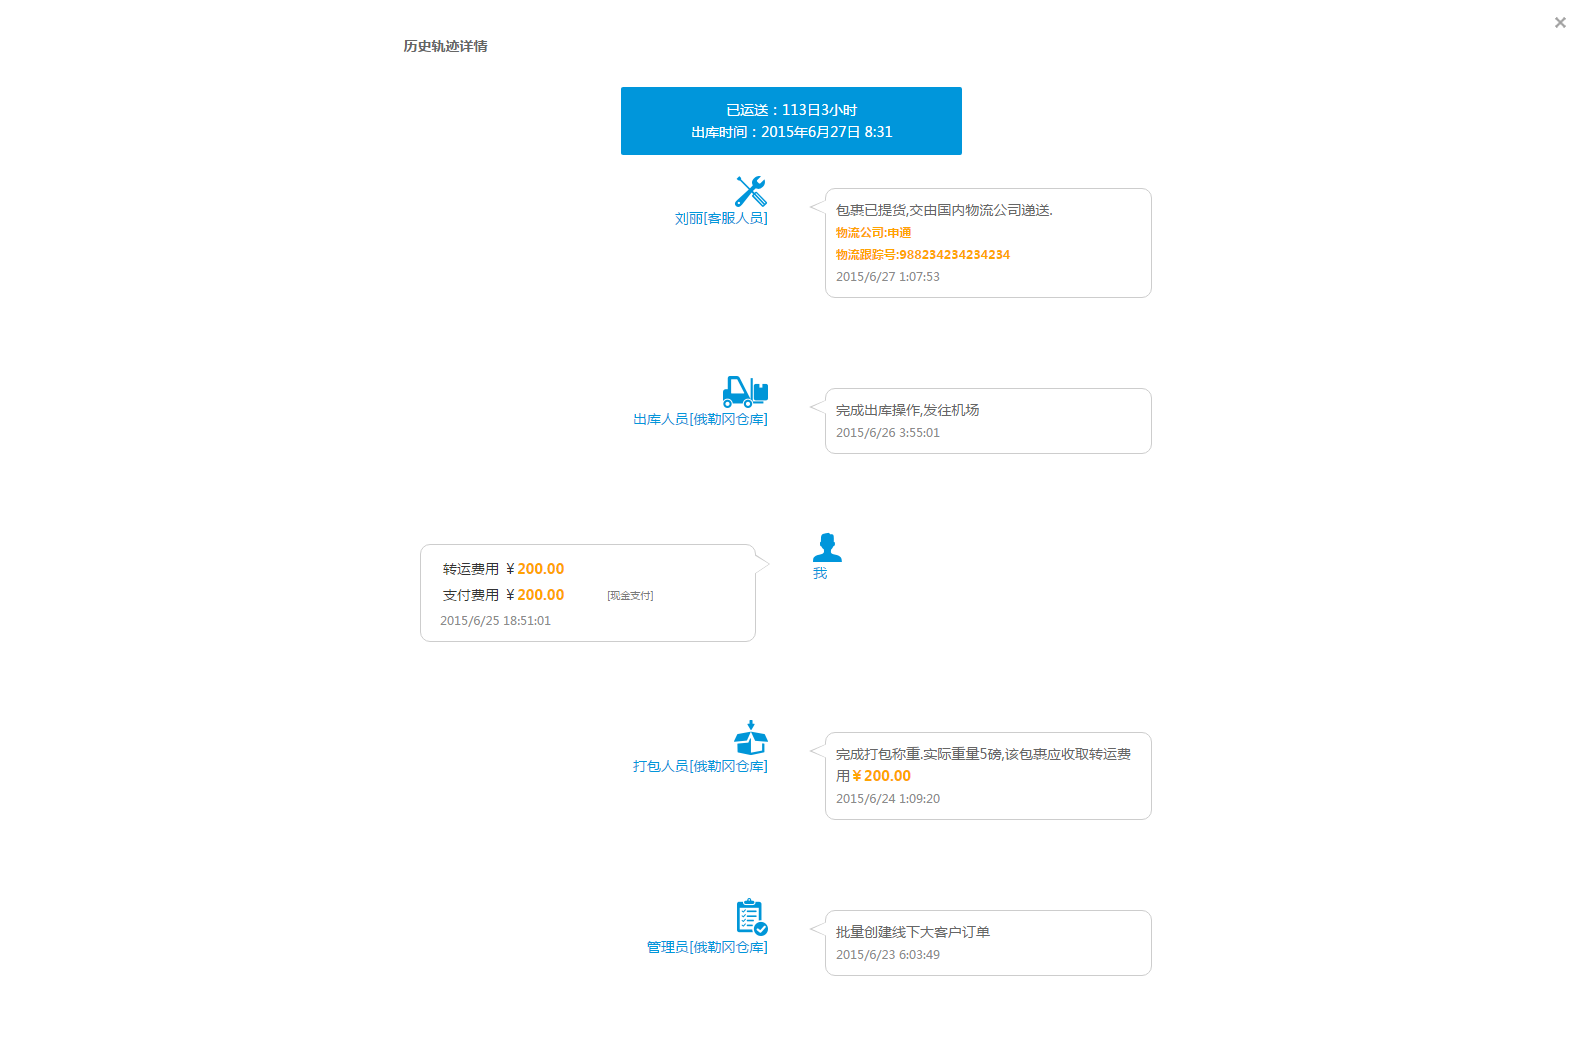 历史轨迹详情
已运送：113日3小时
出库时间：2015年6月27日 8:31
刘丽[客服人员]
包裹已提货,交由国内物流公司递送.
物流公司:申通
物流跟踪号:988234234234234
2015/6/27 1:07:53
出库人员[俄勒冈仓库]
完成出库操作,发往机场
2015/6/26 3:55:01
转运费用 ￥200.00
支付费用 ￥200.00 [现金支付]
2015/6/25 18:51:01
我
打包人员[俄勒冈仓库]
完成打包称重.实际重量5磅,该包裹应收取转运费
用￥200.00
2015/6/24 1:09:20
管理员[俄勒冈仓库]
批量创建线下大客户订单
2015/6/23 6:03:49